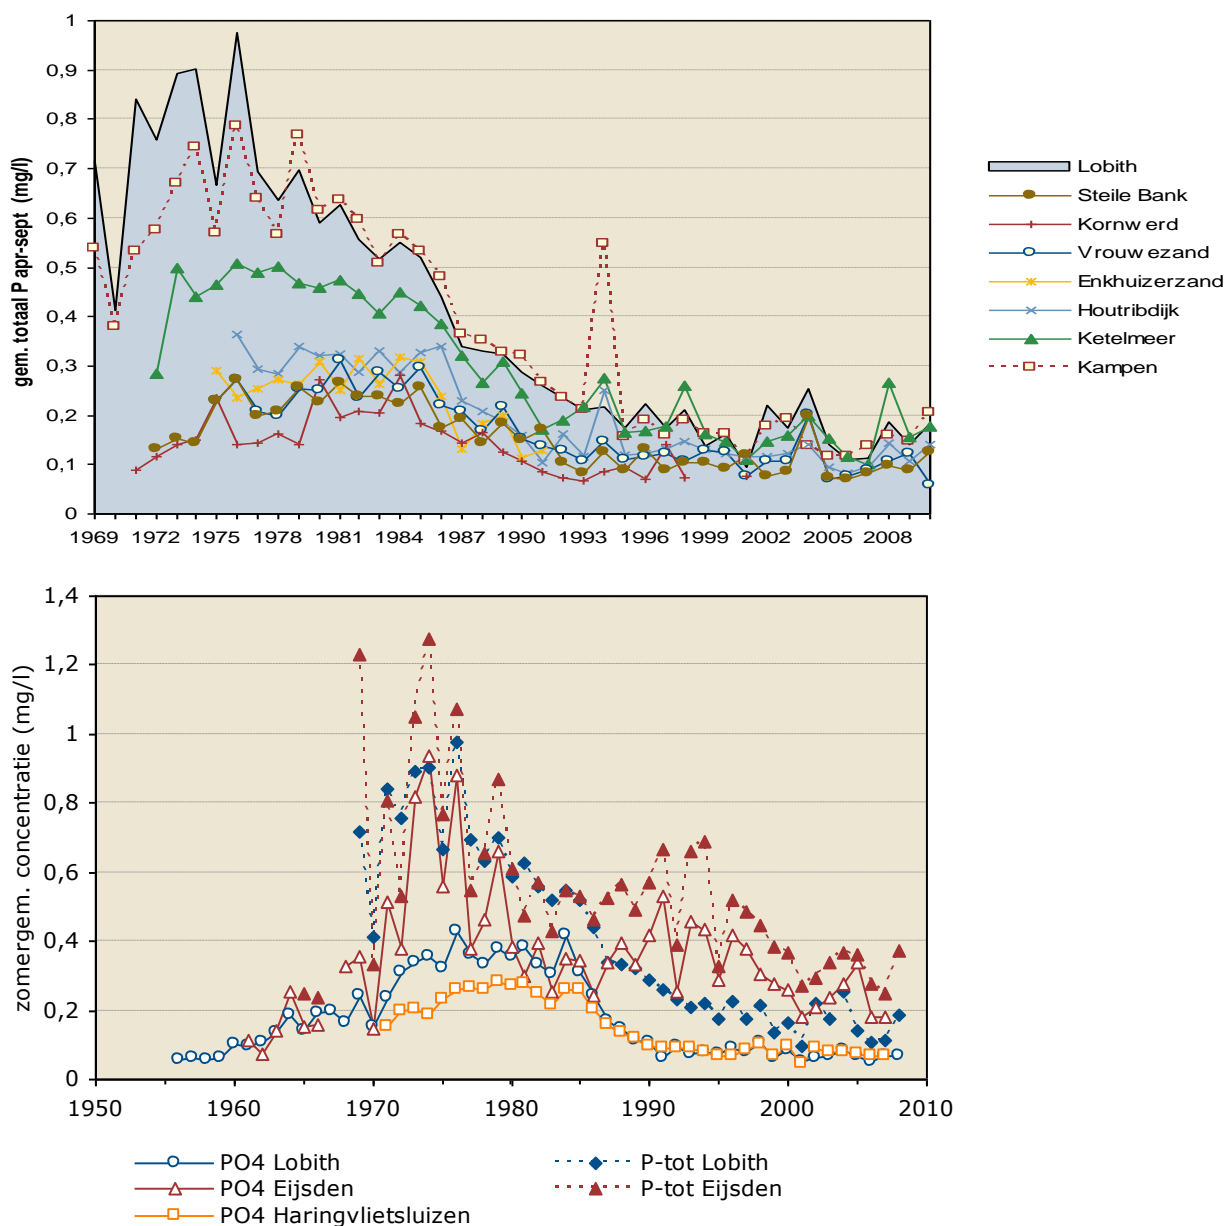 1
0,9
0,8
0,7
0,6
0,5
0,4
0,3
0,2
0,1
0
gem. totaal P apr-sept (mg/l)
1969 1972 1975 1978 1981 1984 1987 1990 1993 1996 1999 2002 2005 2008
Lobith
Steile Bank
Kornwerd
Vrouwezand
Enkhuizerzand
Houtribdijk
Ketelmeer
Kampen
1,4
1,2
1
0,8
0,6
0,4
0,2
0
zomergem. concentratie (mg/l)
1950 1960 1970 1980 1990 2000 2010
PO4 Lobith P-tot Lobith
PO4 Eijsden P-tot Eijsden
PO4 Haringvlietsluizen